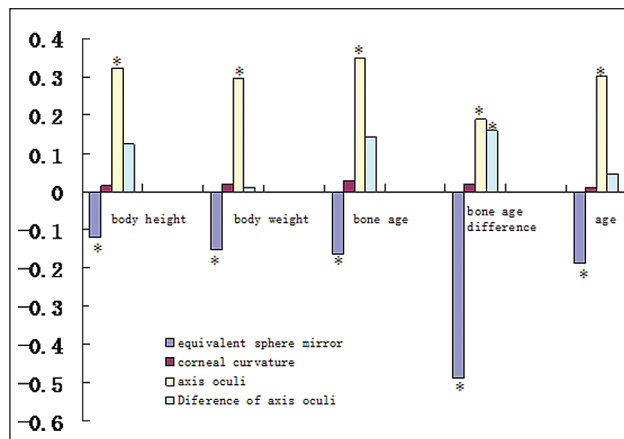 0.4
0.3
0.2
0.1
0
-0.1
-0.2
-0.3
-0.4
-0.5
-0.6
* * * * * *
body height
body weight
bone age
bone age
difference
age
* * * * *
equivalent sphere mirror
corneal curvature
axis oculi
Diference of axis oculi